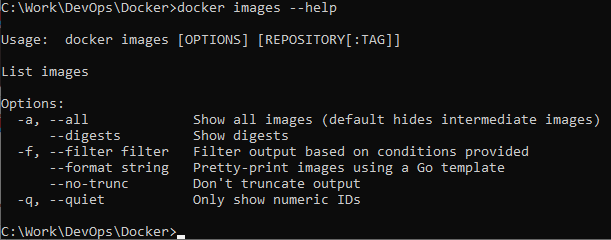 C:\Work\DevOps\Docker>docker images --help
Usage:  docker images [OPTIONS] [REPOSITORY[:TAG]]
List images
Options:
  -a, --all             Show all images (default hides intermediate images)
      --digests         Show digests
  -f, --filter filter   Filter output based on conditions provided
      --format string   Pretty-print images using a Go template
      --no-trunc        Don't truncate output
  -q, --quiet           Only show numeric IDs
C:\Work\DevOps\Docker>